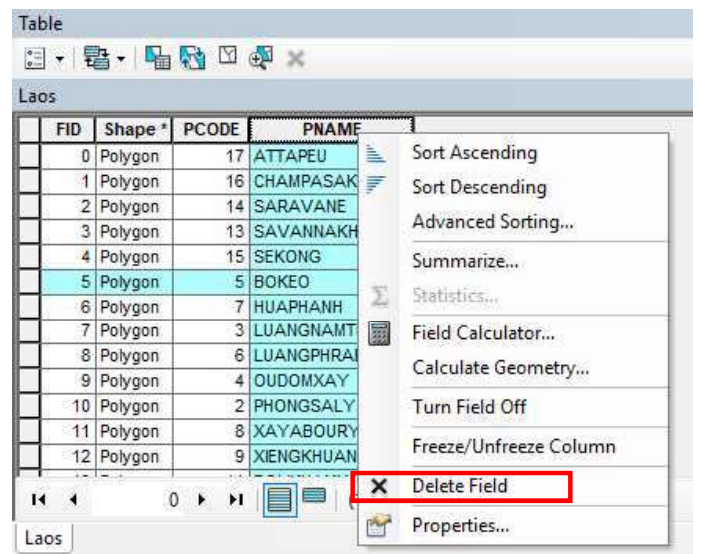 Table
Laos
FID Shape * PCODE PNAME
0 Polygon 17 ATTAPEU
1 Polygon 16 CHAMPASAK
2 Polygon 14 SARAVANE
3 Polygon 13 SAVANNAKH
4 Polygon 15 SEKONG
5 Polygon 5 BOKEO
6 Polygon 7 HUAPHANH
7 Polygon 3 LUANGNAMT
8 Polygon 6 LUANGPHRA
9 Polygon 4 OUDOMXAY
10 Polygon 2 PHONGSALY
11 Polygon 8 XAYABOURY
12 Polygon 9 XIENGKHUAN
Sort Ascending
Sort Descending
Advanced Sorting...
Summarize...
Σ Statistics...
Field Calculator...
Calculate Geometry...
Turn Field Off
Freeze/Unfreeze Column
Delete Field
Properties...
0
Laos